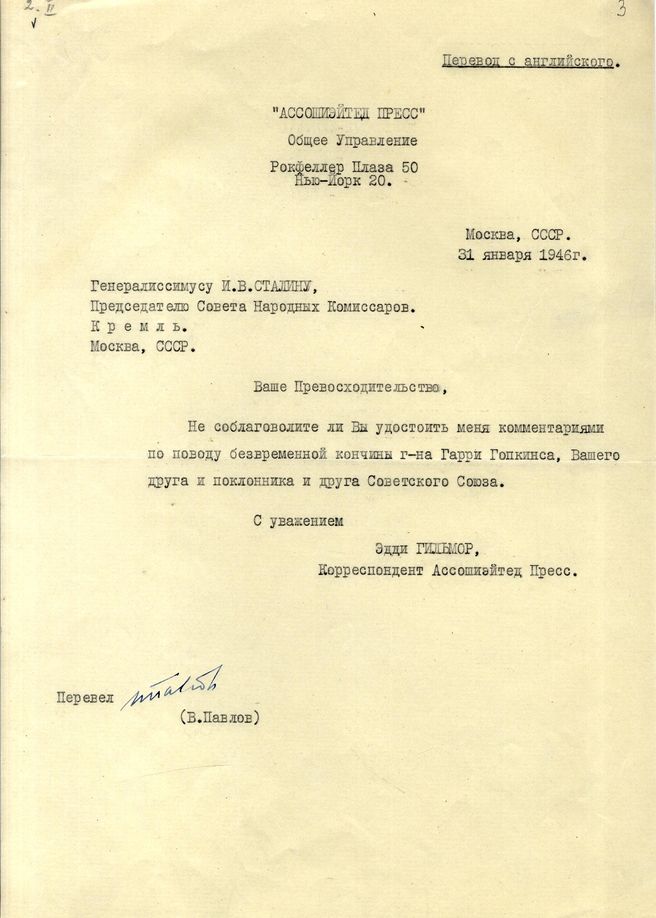 2. II
3
Перевод с английского.
"АССОШИЭЙТЕД ПРЕСС"
Общее Управление
Рокфеллер Плаза 50
Нью-Йорк 20.
Москва, СССР.
31 января 1946г.
Генералиссимусу И.В.СТАЛИНУ,
Председателю Совета Народных Комиссаров.
К р е м л ь.
Москва, СССР.
Ваше Превосходительство,
Не соблаговолите ли Вы удостоить меня комментариями
по поводу безвременной кончины г-на Гарри Гопкинса, Вашего
друга и поклонника и друга Советского Союза.
С уважением
Эдди ГИЛЬМОР,
Корреспондент Ассошиэйтед Пресс.
Перевел
(В.Павлов)